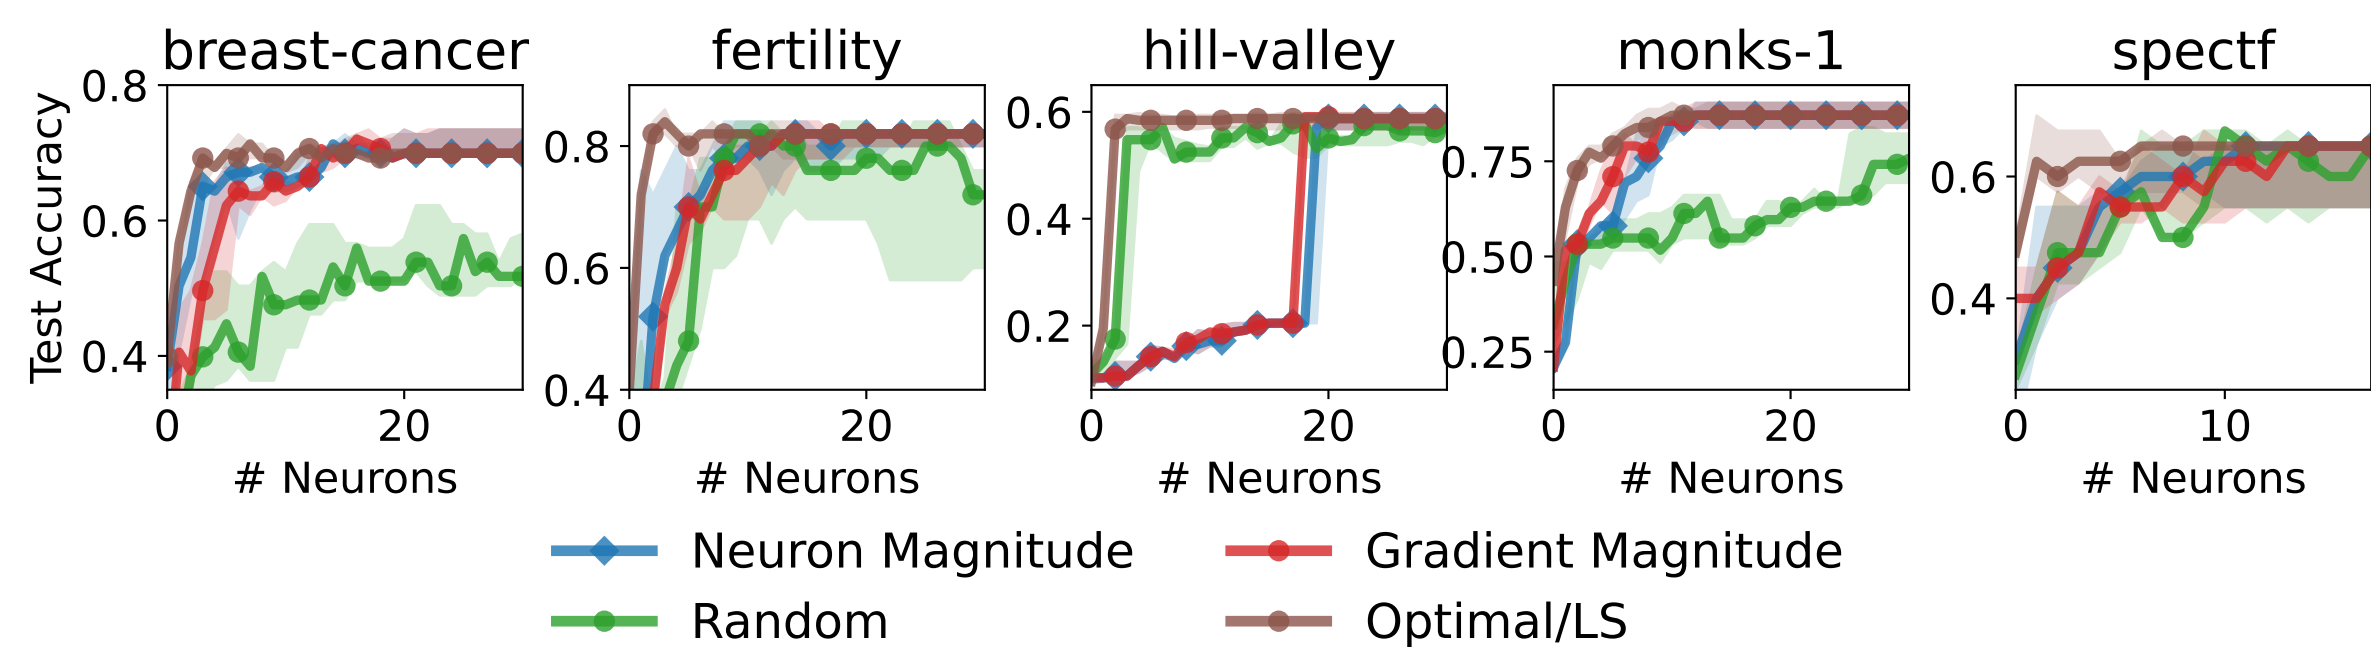 breast-cancer fertility hill-valley monks-1 spectf
Test Accuracy
0.8
0.6
0.4
0 20
# Neurons
0.8
0.6
0.4
0 20
# Neurons
0.6
0.4
0.2
0 20
# Neurons
0.75
0.50
0.25
0 20
# Neurons
0.6
0.4
0 10
# Neurons
Neuron Magnitude Gradient Magnitude
Random Optimal/LS